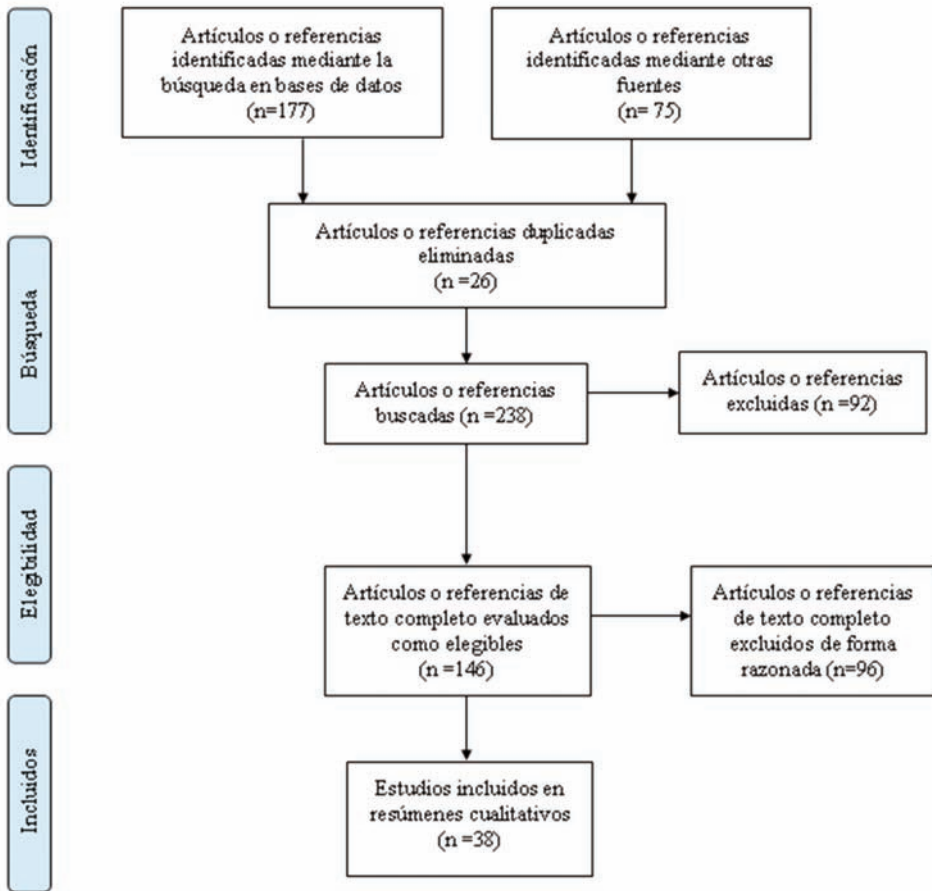 Identificación
Artículos o referencias
identificadas mediante la
búsqueda en bases de datos
(n=177)
Artículos o referencias
identificadas mediante otras
fuentes
(n= 75)
Búsqueda
Artículos o referencias duplicadas
eliminadas
(n =26)
Artículos o referencias
buscadas (n =238)
Artículos o referencias
excluidas (n =92)
Elegibilidad
Artículos o referencias de
texto completo evaluados
como elegibles
(n =146)
Artículos o referencias
de texto completo
excluidos de forma
razonada (n=96)
Incluidos
Estudios incluidos en
resúmenes cualitativos
(n =38)